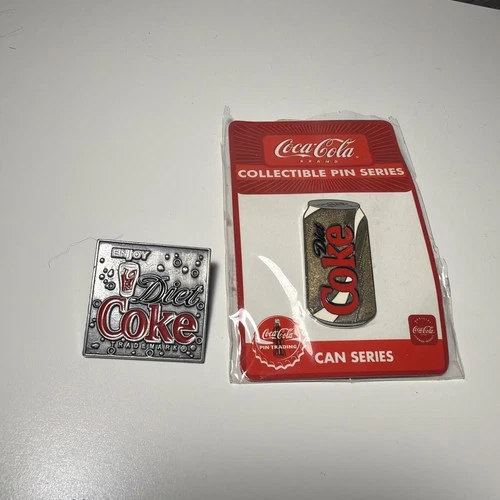 ENJOY
Diet
Coke
TRADEMARK ®
Coca-Cola
BRAND
COLLECTIBLE PIN SERIES
Diet
Coke
Coca-Cola
PIN TRADING
CAN SERIES
Coca-Cola